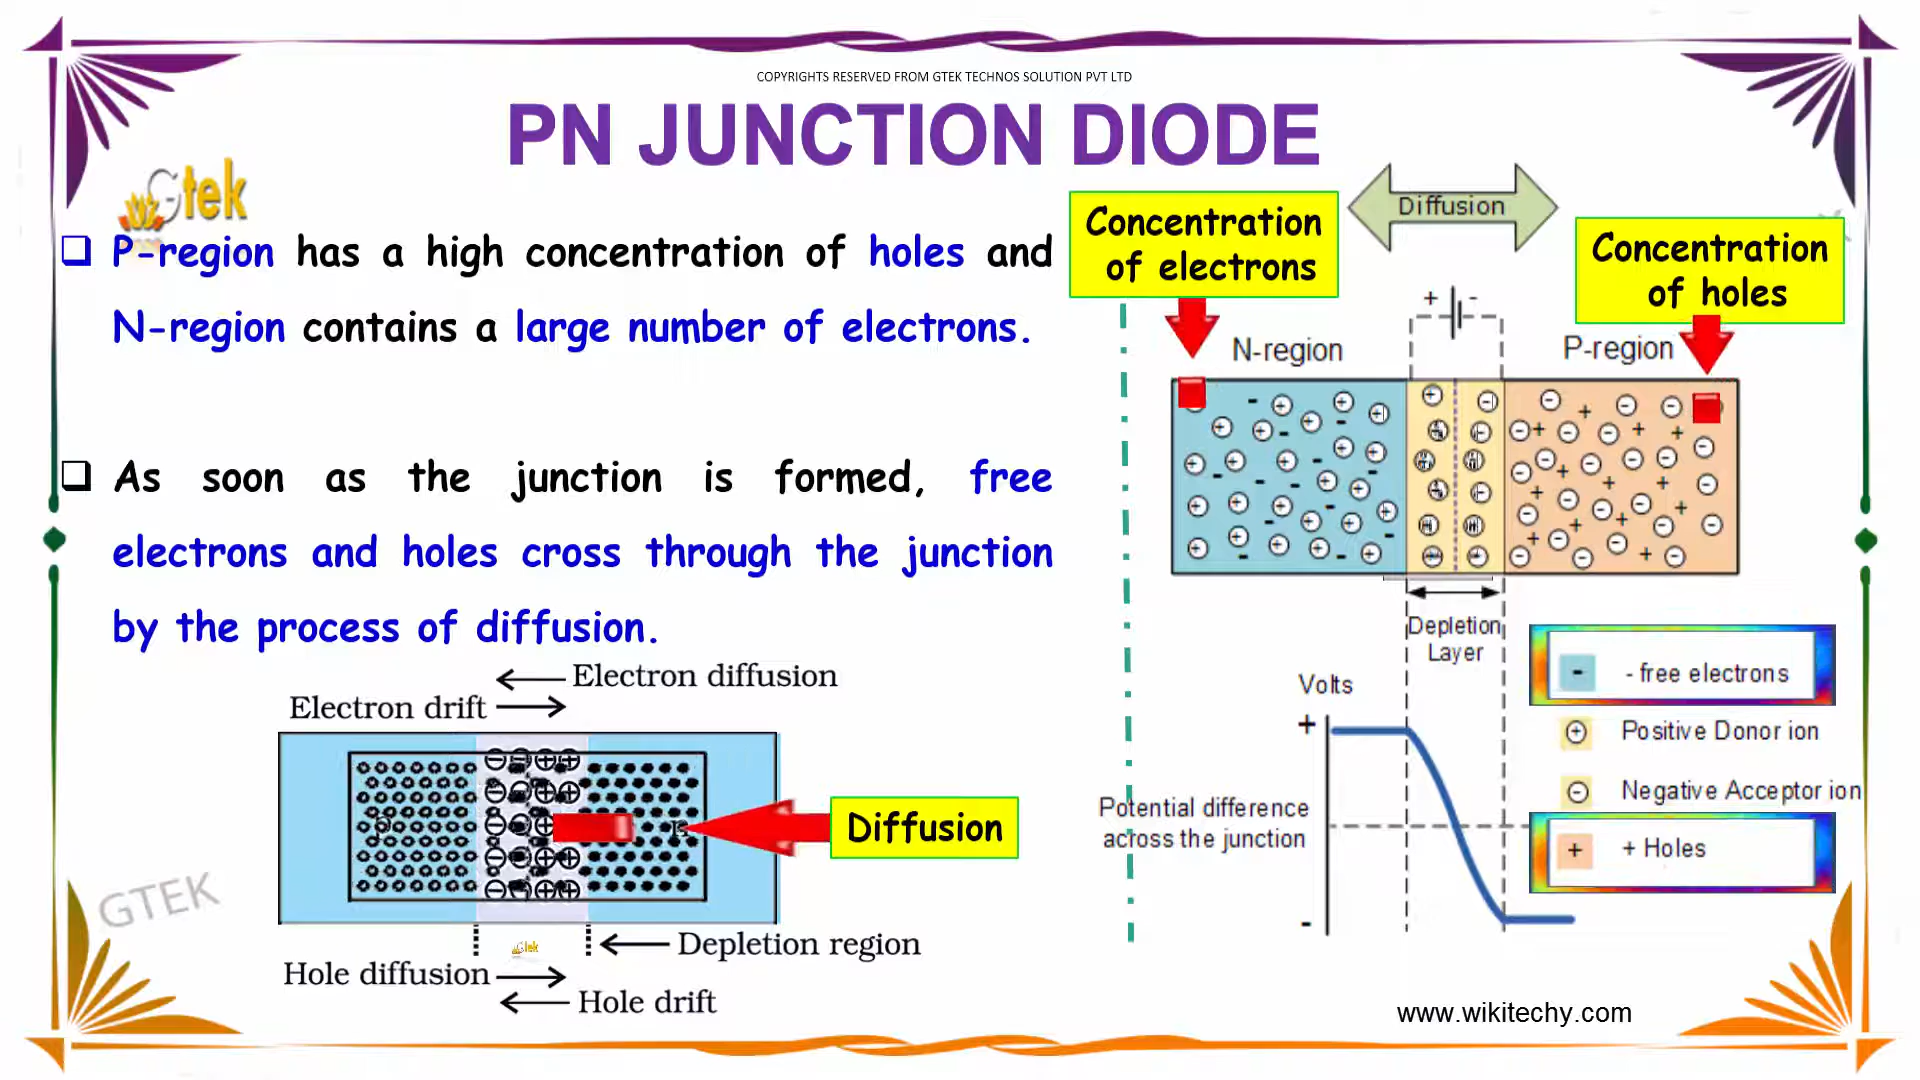 COPYRIGHTS RESERVED FROM GTEK TECHNOS SOLUTION PVT LTD
PN JUNCTION DIODE
Gtek
P-region has a high concentration of holes and
N-region contains a large number of electrons.
As soon as the junction is formed, free
electrons and holes cross through the junction
by the process of diffusion.
Electron diffusion
Electron drift
p
n
Diffusion
Gtek
Depletion region
Hole diffusion
Hole drift
GTEK
Concentration
of electrons
Diffusion
Concentration
of holes
+ -
N-region
P-region
Depletion
Layer
Volts
+
Potential difference
across the junction
-
- - free electrons
+ Positive Donor ion
- Negative Acceptor ion
+ + Holes
www.wikitechy.com